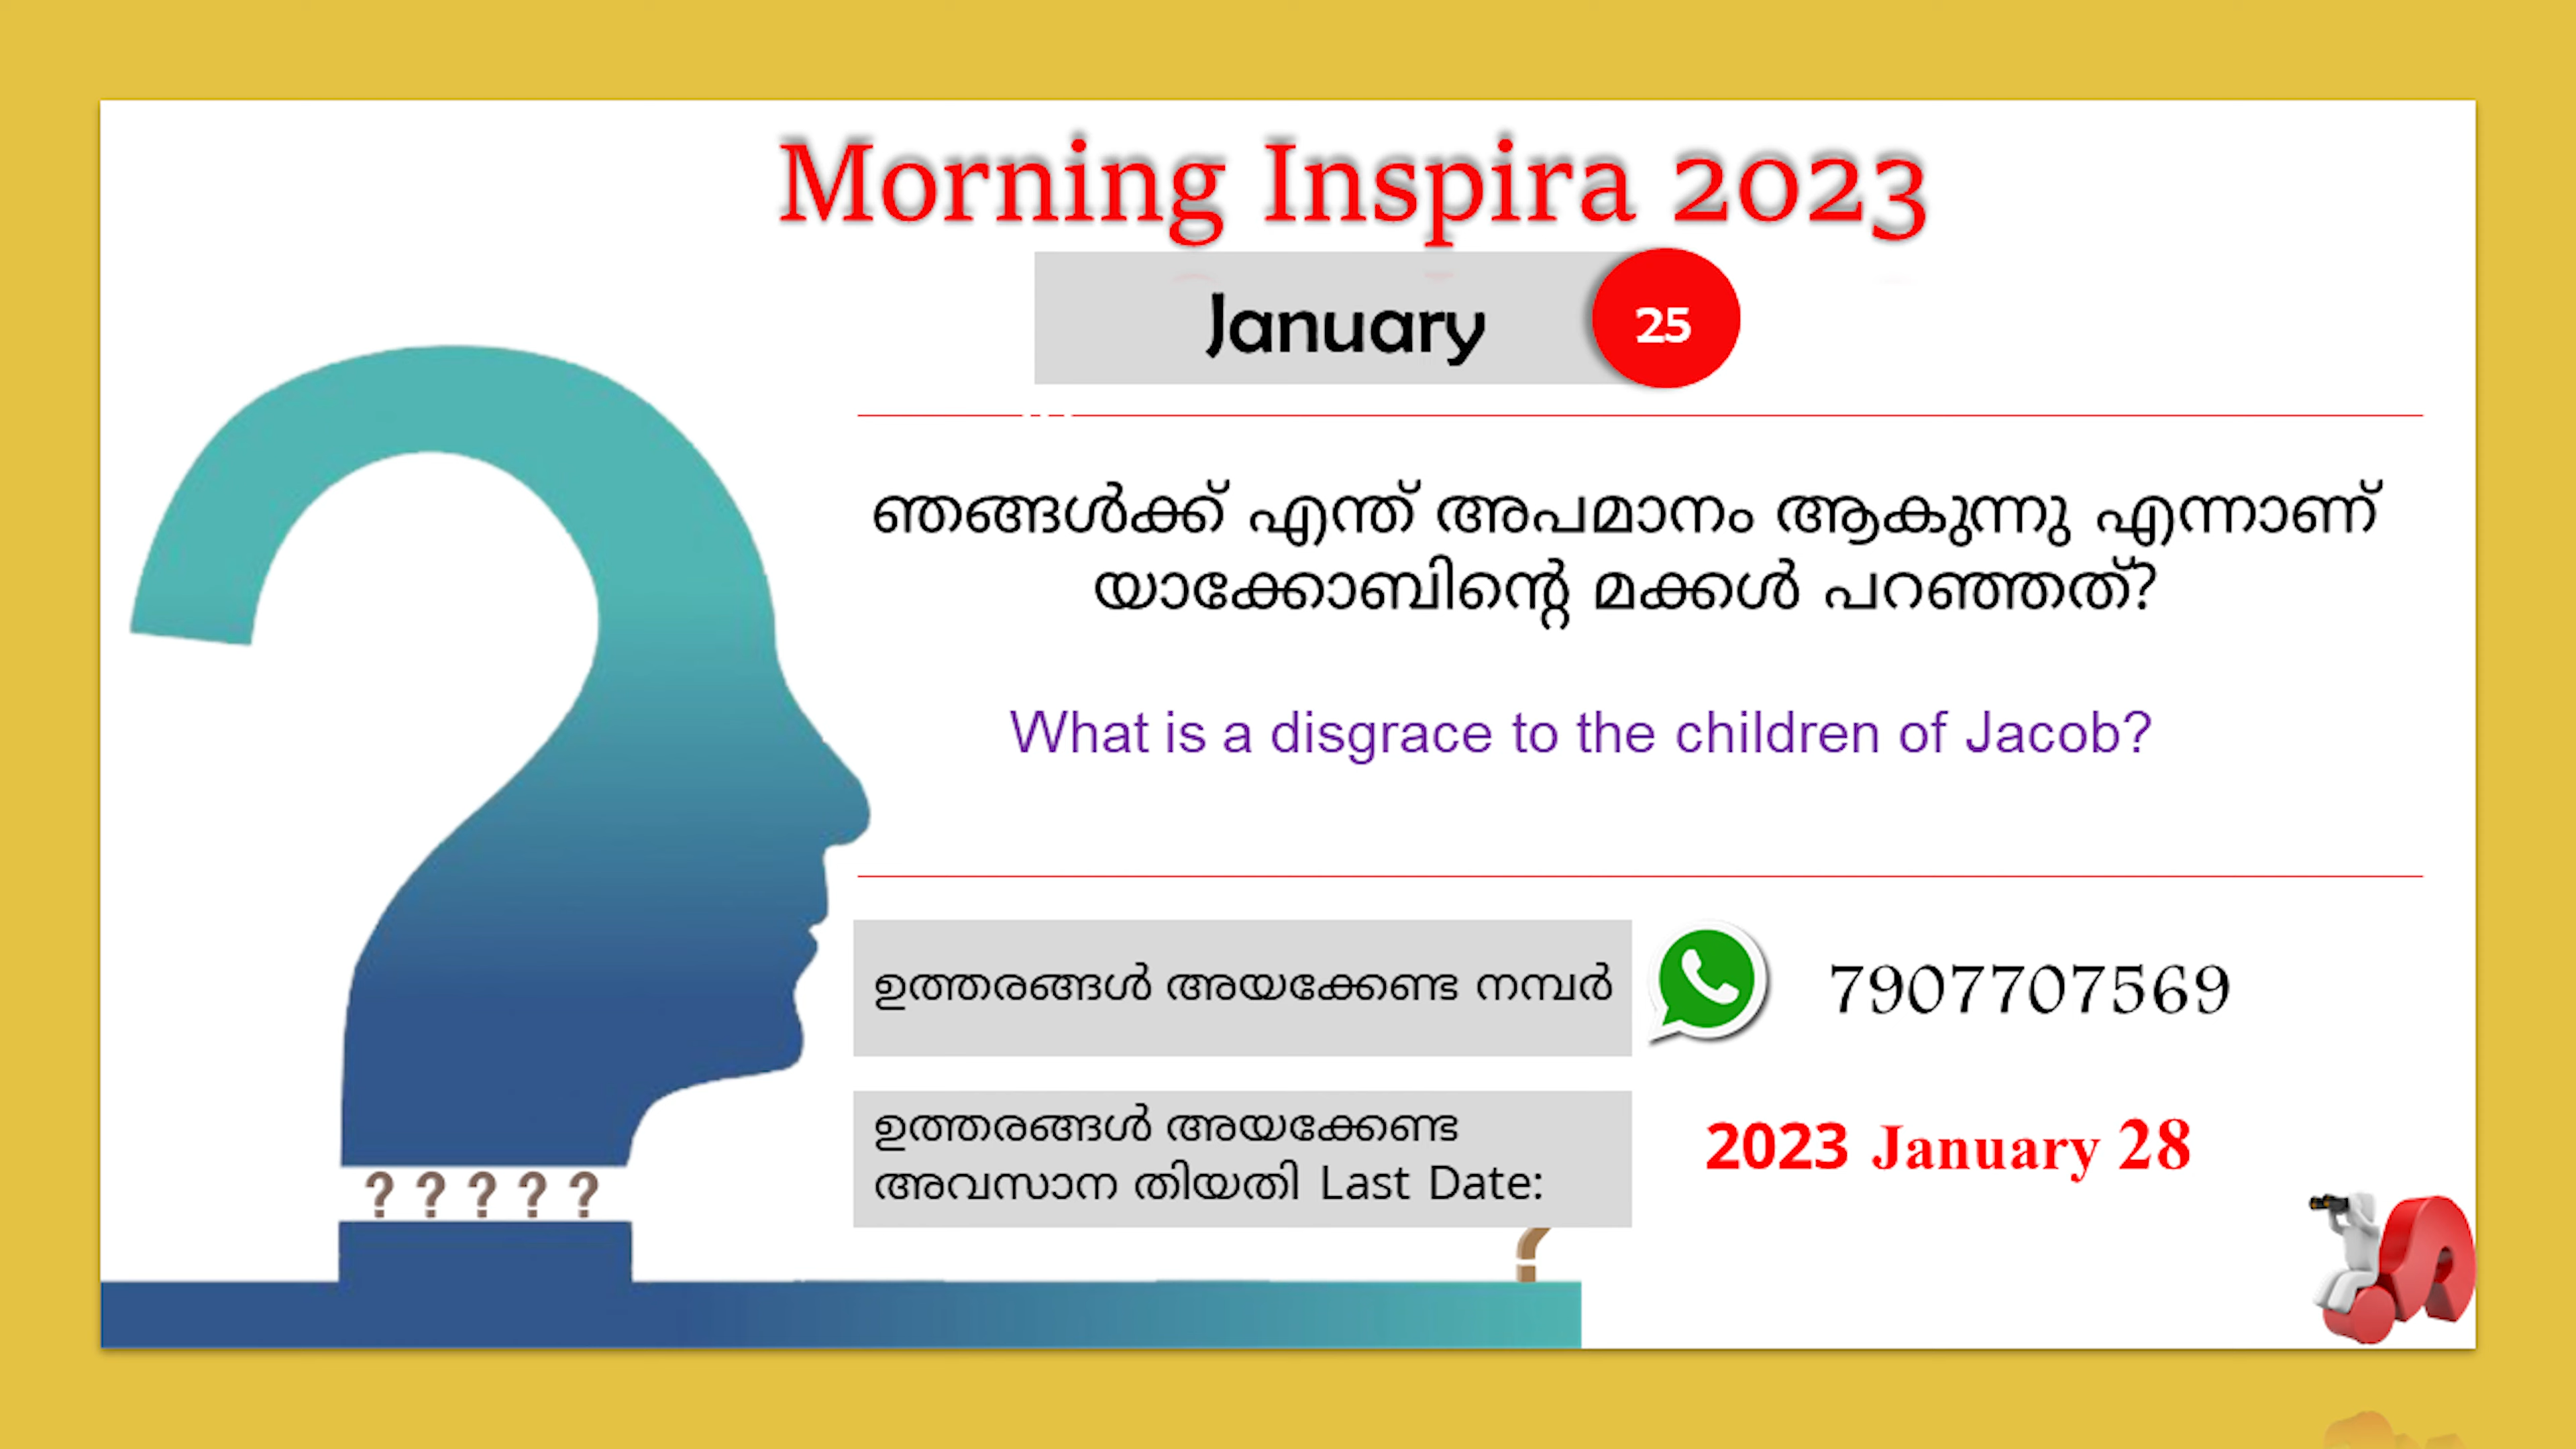 Morning Inspira 2023
January 25
ഞങ്ങൾക്ക് എന്ത് അപമാനം ആകുന്നു എന്നാണ്
യാക്കോബിന്റെ മക്കൾ പറഞ്ഞത്?
What is a disgrace to the children of Jacob?
ഉത്തരങ്ങൾ അയക്കേണ്ട നമ്പർ 7907707569
ഉത്തരങ്ങൾ അയക്കേണ്ട
അവസാന തിയതി Last Date: 2023 January 28
? ? ? ? ?